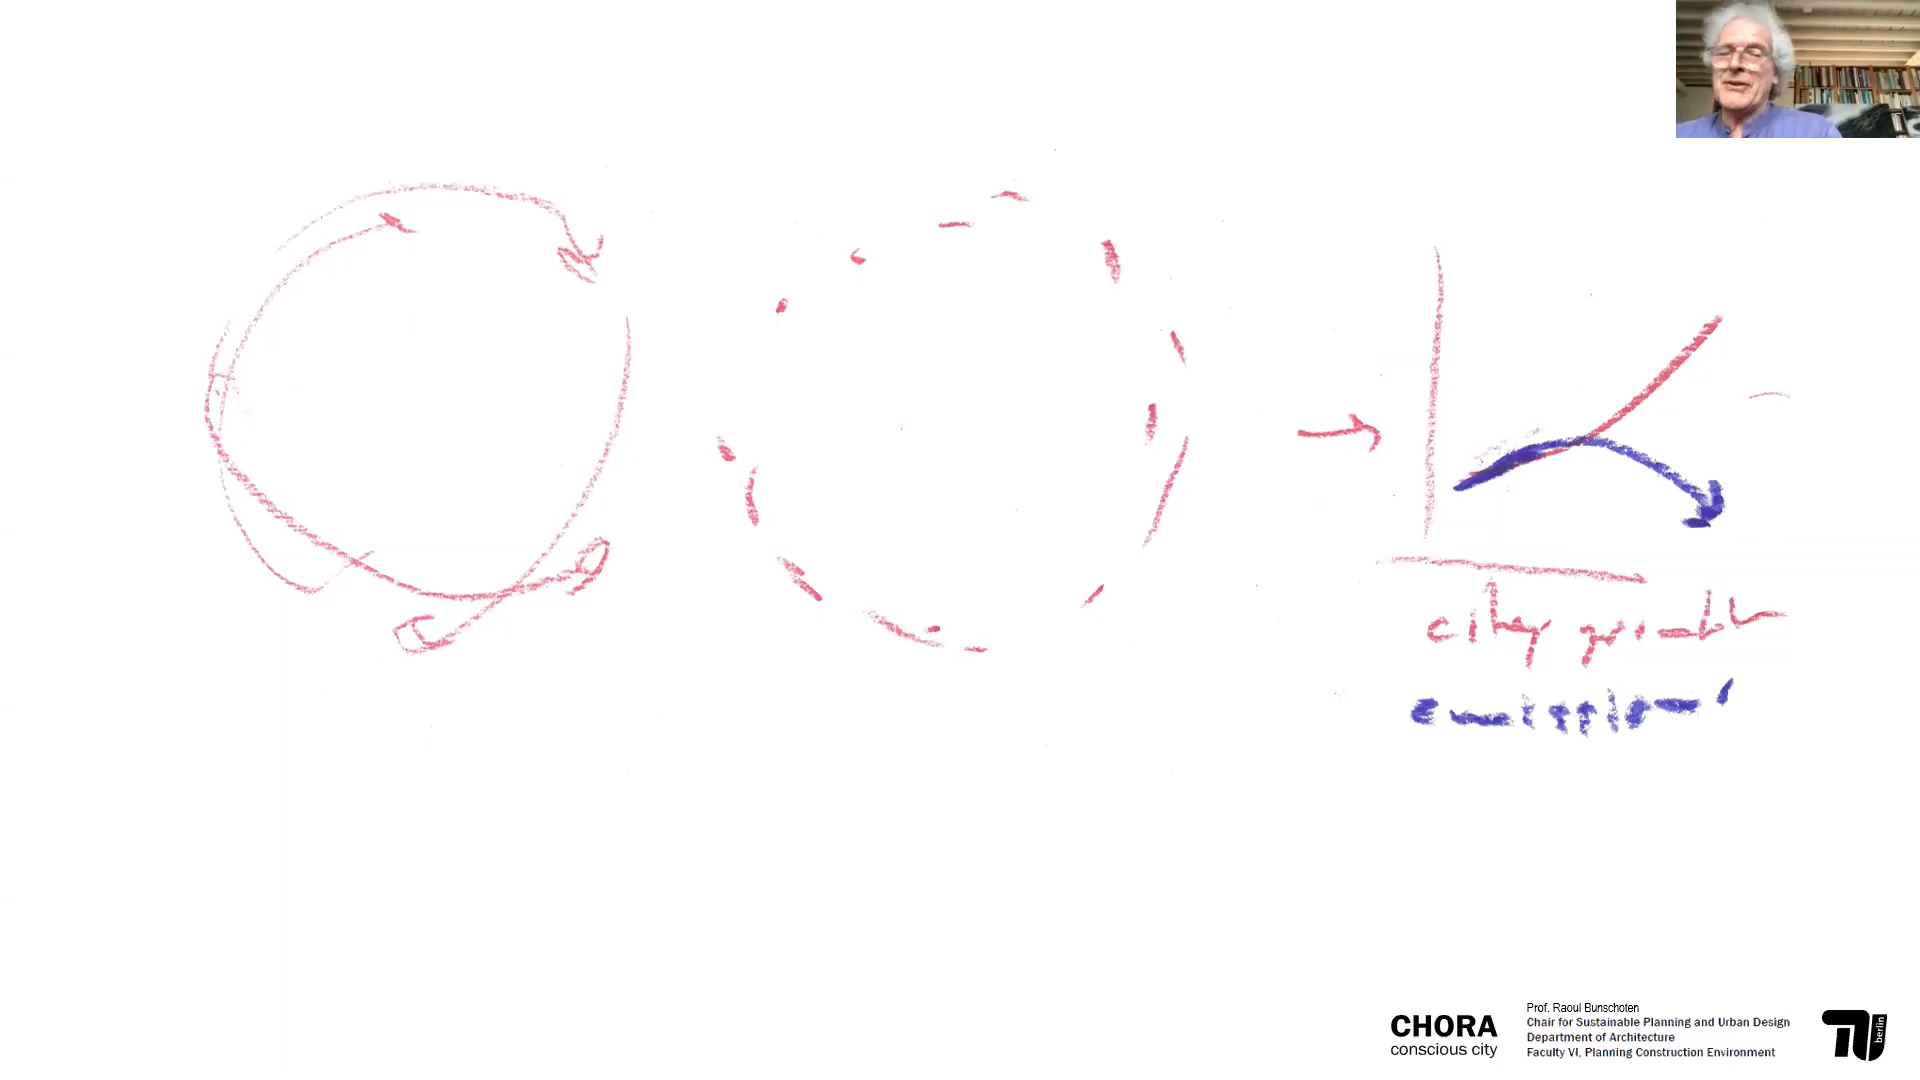 city growth
emissions
CHORA
conscious city
Prof. Raoul Bunschoten
Chair for Sustainable Planning and Urban Design
Department of Architecture
Faculty VI, Planning Construction Environment
berlin